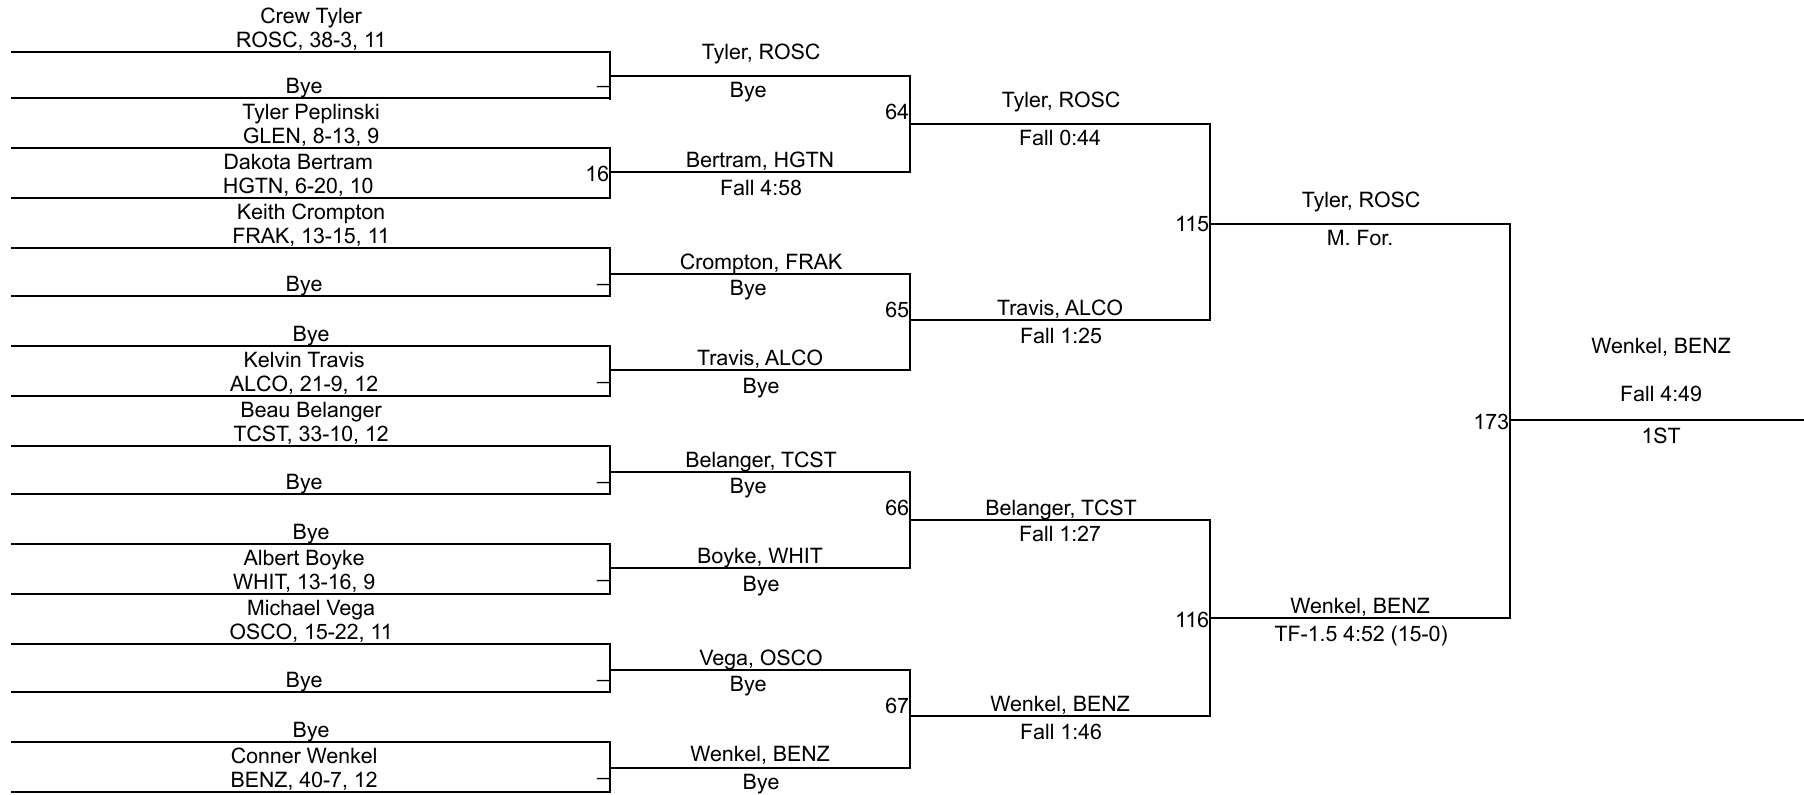 Crew Tyler
ROSC, 38-3, 11
Bye
Tyler Peplinski
GLEN, 8-13, 9
Dakota Bertram
HGTN, 6-20, 10
16
Keith Crompton
FRAK, 13-15, 11
Bye
Bye
Kelvin Travis
ALCO, 21-9, 12
Beau Belanger
TCST, 33-10, 12
Bye
Bye
Albert Boyke
WHIT, 13-16, 9
Michael Vega
OSCO, 15-22, 11
Bye
Bye
Conner Wenkel
BENZ, 40-7, 12
Tyler, ROSC
Bye
64
Bertram, HGTN
Fall 4:58
Crompton, FRAK
Bye
65
Travis, ALCO
Bye
Belanger, TCST
Bye
66
Boyke, WHIT
Bye
Vega, OSCO
Bye
67
Wenkel, BENZ
Bye
Tyler, ROSC
Fall 0:44
115
Travis, ALCO
Fall 1:25
Belanger, TCST
Fall 1:27
116
Wenkel, BENZ
Fall 1:46
Tyler, ROSC
M. For.
173
Wenkel, BENZ
TF-1.5 4:52 (15-0)
Wenkel, BENZ
Fall 4:49
1ST